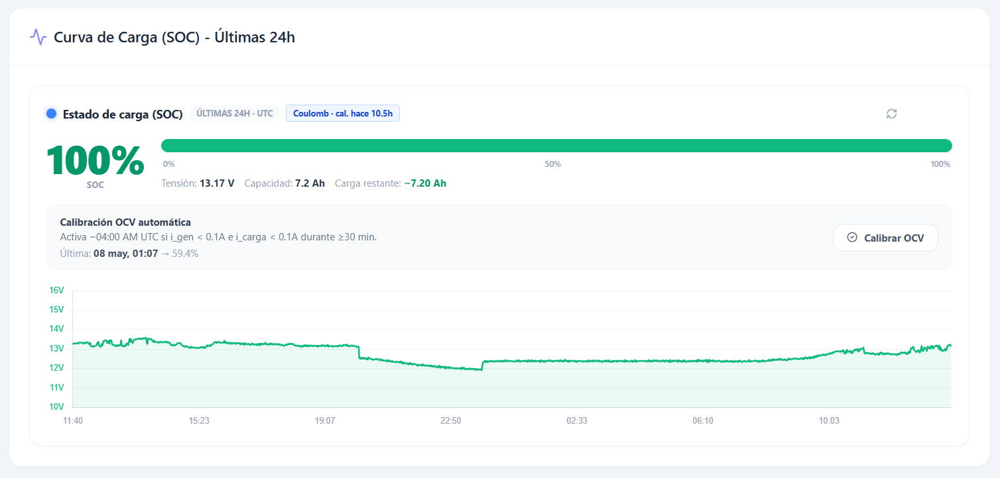 Curva de Carga (SOC) - Últimas 24h
Estado de carga (SOC) ÚLTIMAS 24H · UTC Coulomb · cal. hace 10.5h
100%
SOC
0% 50% 100%
Tensión: 13.17 V Capacidad: 7.2 Ah Carga restante: ~7.20 Ah
Calibración OCV automática
Activa ~04:00 AM UTC si i_gen < 0.1A e i_carga < 0.1A durante ≥30 min.
Última: 08 may, 01:07 → 59.4%
Calibrar OCV
16V
15V
14V
13V
12V
11V
10V
11:40 15:23 19:07 22:50 02:33 06:10 10:03